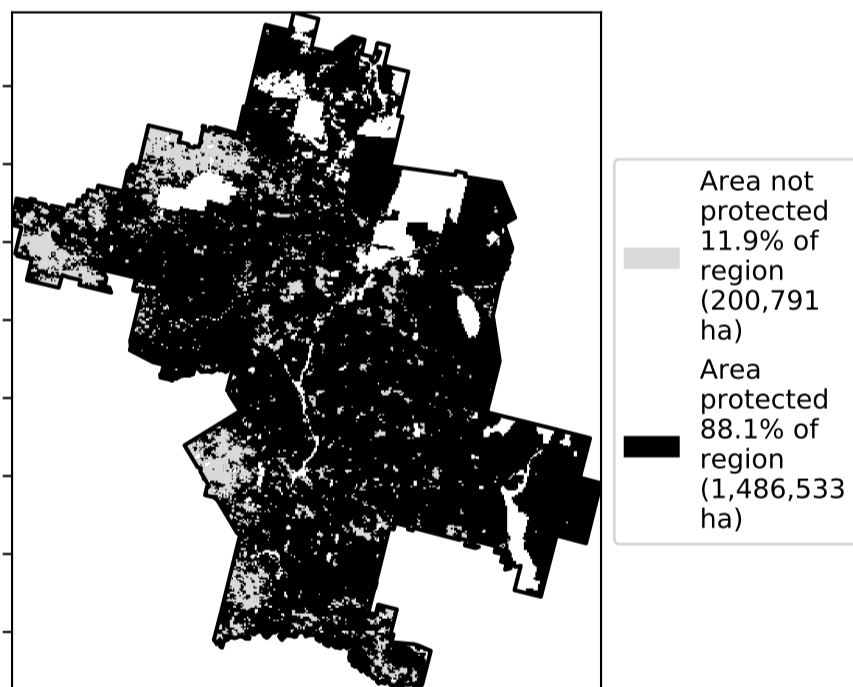 Area not
protected
11.9% of
region
(200,791
ha)
Area
protected
88.1% of
region
(1,486,533
ha)